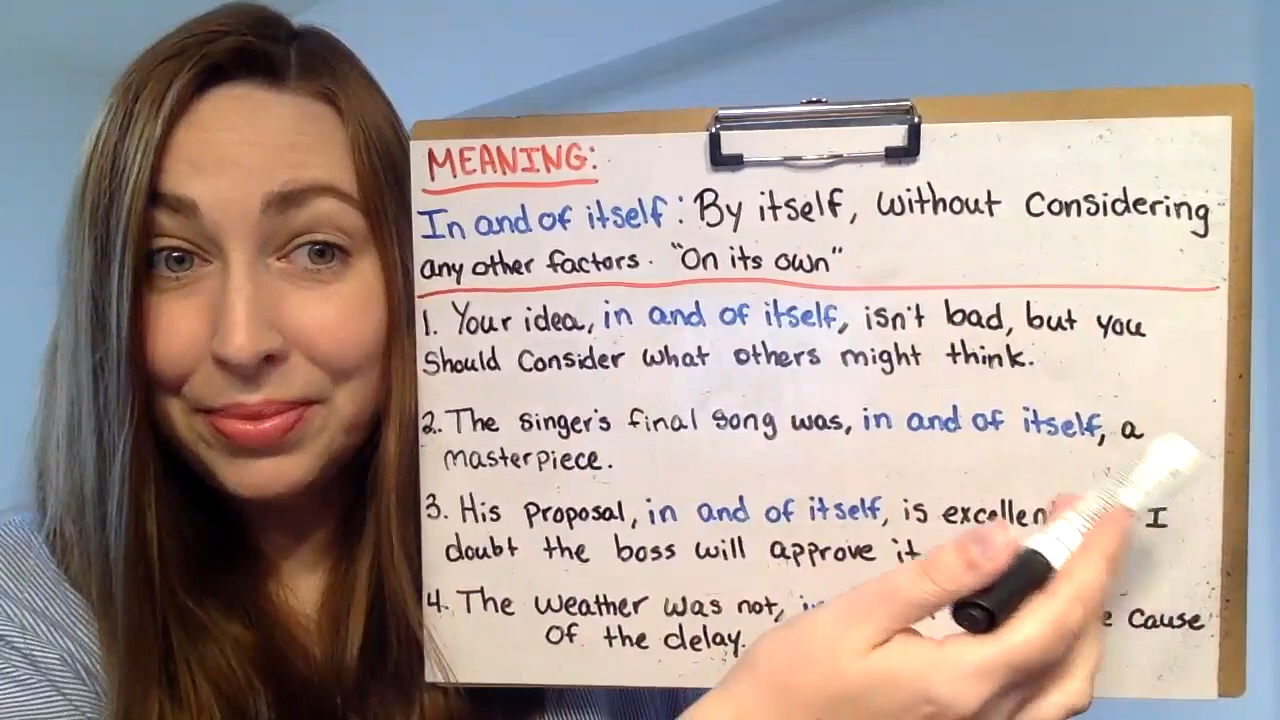 MEANING:
In and of itself: By itself, without considering
any other factors. "On its own"
1. Your idea, in and of itself, isn't bad, but you
should consider what others might think.
2. The singer's final song was, in and of itself, a
masterpiece.
3. His proposal, in and of itself, is I
doubt the boss will approve it
4. The weather was not, cause
of the delay.